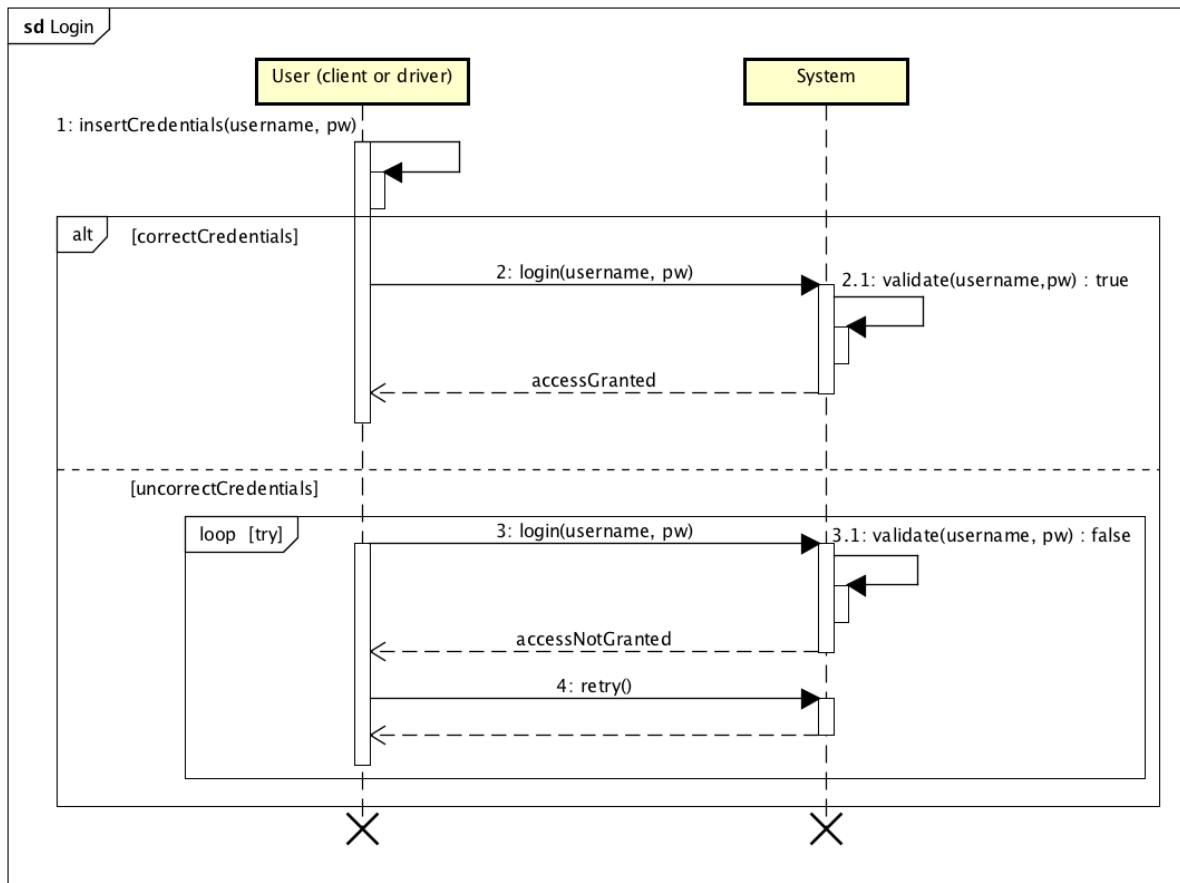 sd Login
User (client or driver)
System
1: insertCredentials(username, pw)
alt
[correctCredentials]
2: login(username, pw)
2.1: validate(username,pw) : true
accessGranted
[uncorrectCredentials]
loop [try]
3: login(username, pw)
3.1: validate(username, pw) : false
accessNotGranted
4: retry()